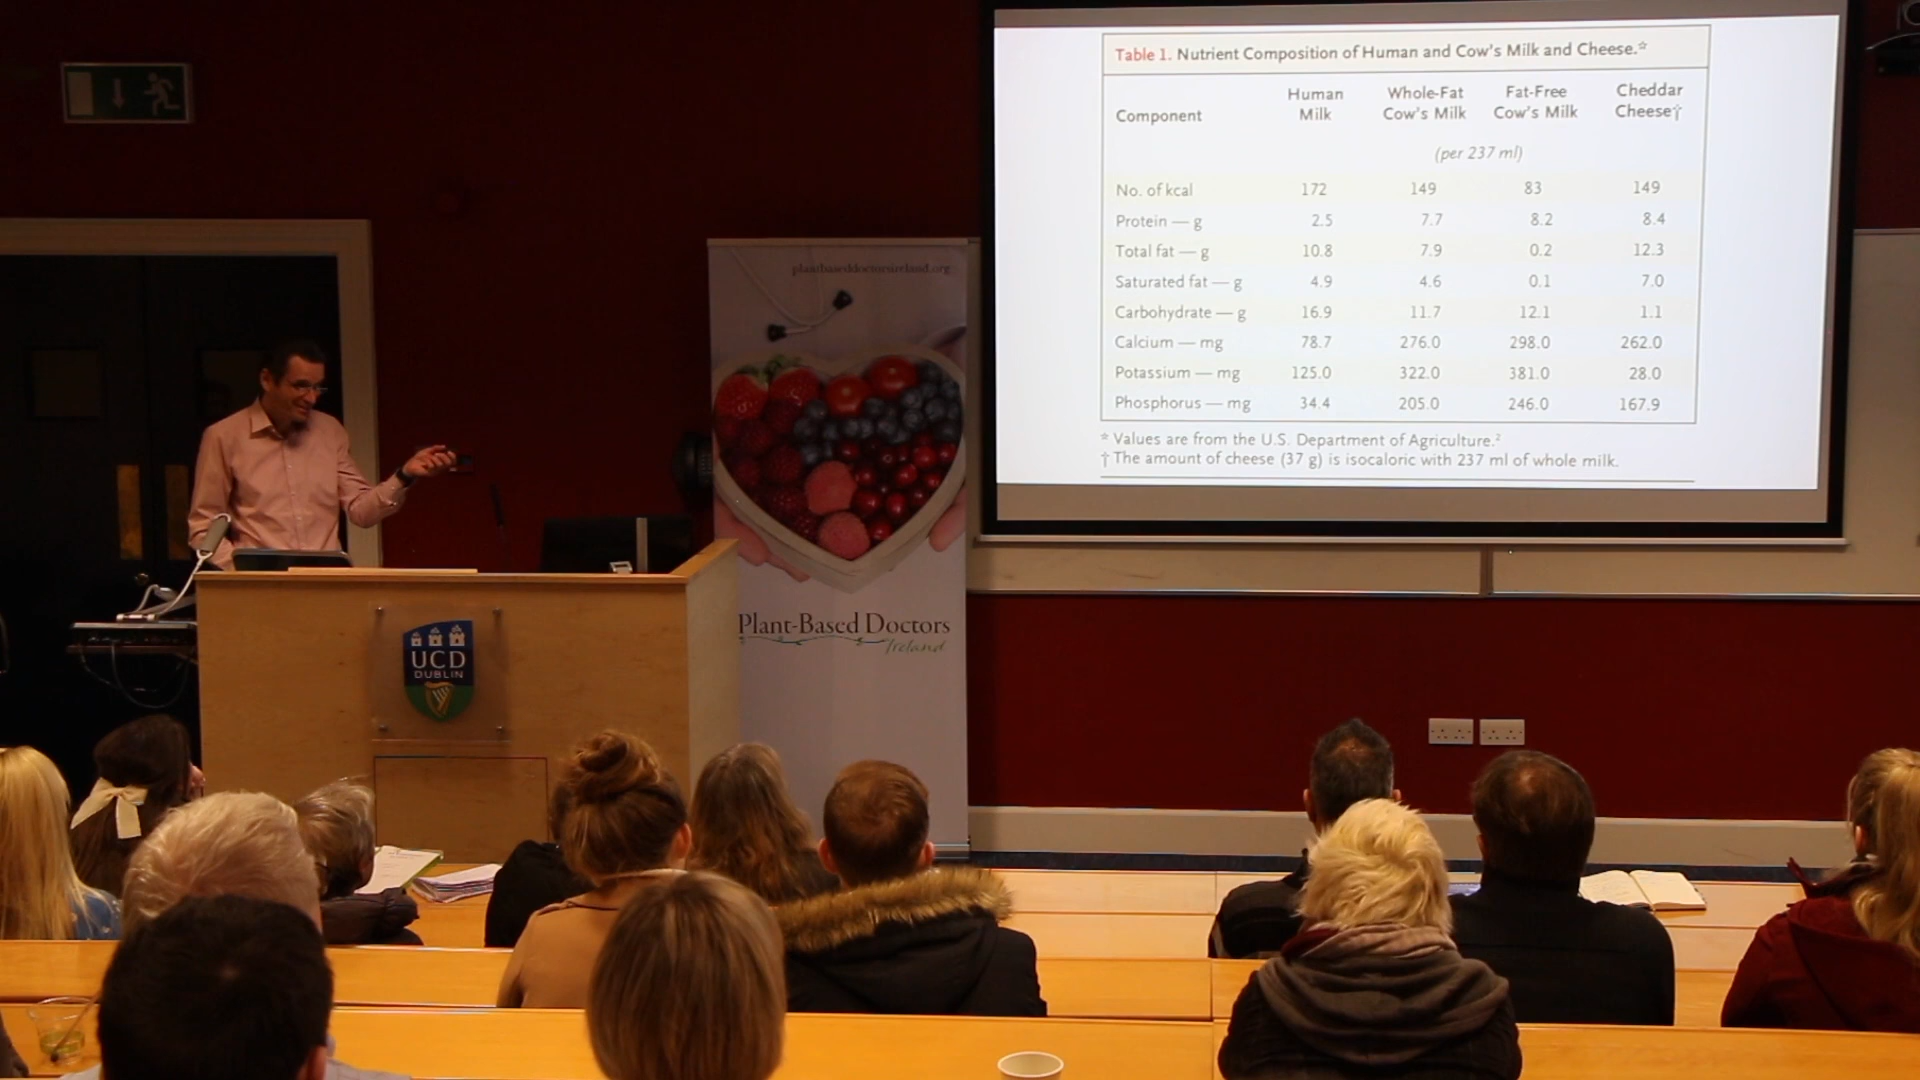 Table 1. Nutrient Composition of Human and Cow's Milk and Cheese.*
Component Human Milk Whole-Fat Cow's Milk Fat-Free Cow's Milk Cheddar Cheese†
(per 237 ml)
No. of kcal 172 149 83 149
Protein — g 2.5 7.7 8.2 8.4
Total fat — g 10.8 7.9 0.2 12.3
Saturated fat — g 4.9 4.6 0.1 7.0
Carbohydrate — g 16.9 11.7 12.1 1.1
Calcium — mg 78.7 276.0 298.0 262.0
Potassium — mg 125.0 322.0 381.0 28.0
Phosphorus — mg 34.4 205.0 246.0 167.9
* Values are from the U.S. Department of Agriculture.²
† The amount of cheese (37 g) is isocaloric with 237 ml of whole milk.
plantbaseddoctorsireland.org
Plant-Based Doctors
Ireland
UCD
DUBLIN